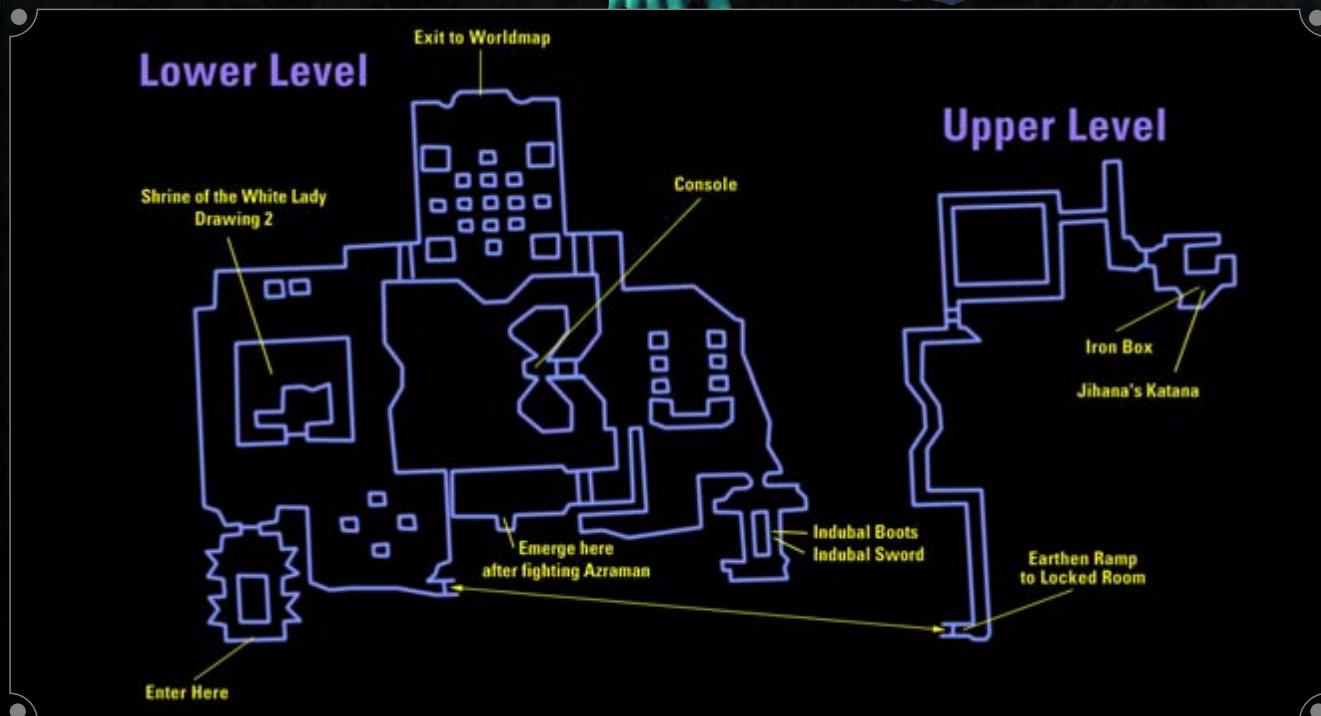 Exit to Worldmap
Lower Level
Upper Level
Console
Shrine of the White Lady
Drawing 2
Iron Box
Jihana's Katana
Indubal Boots
Indubal Sword
Emerge here
after fighting Azraman
Earthen Ramp
to Locked Room
Enter Here